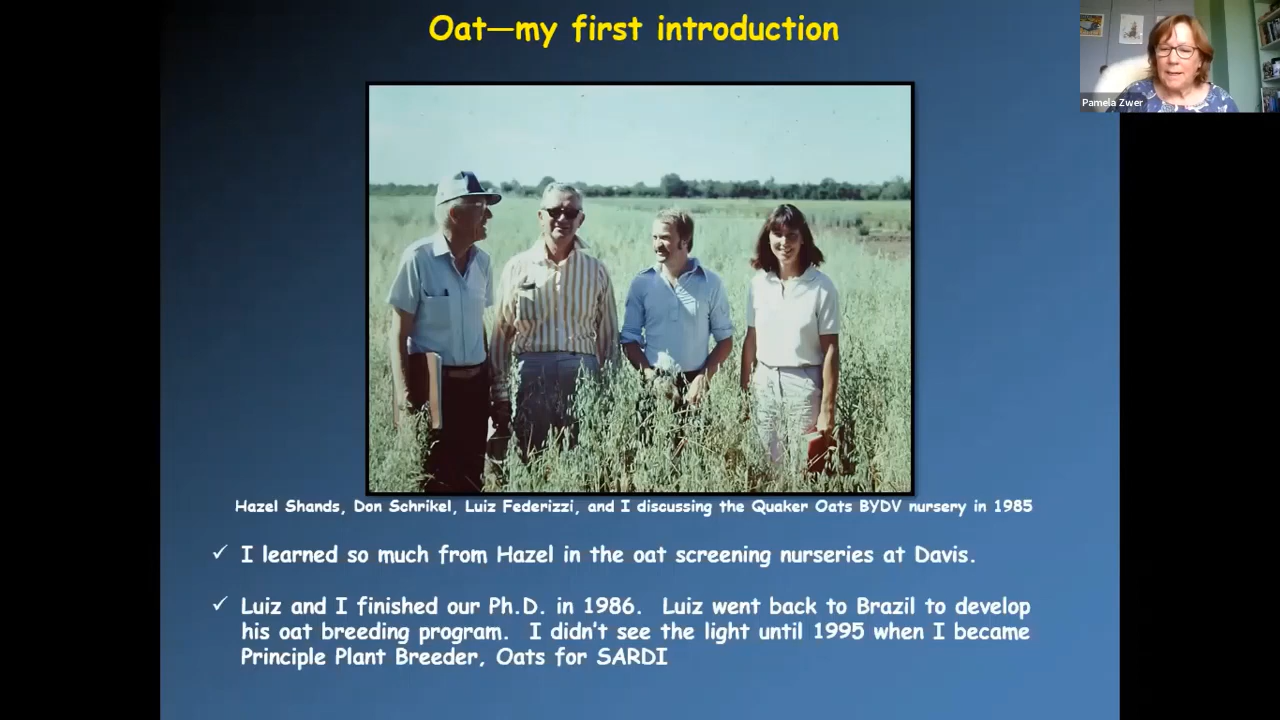 Oat—my first introduction
Pamela Zwer
Hazel Shands, Don Schrikel, Luiz Federizzi, and I discussing the Quaker Oats BYDV nursery in 1985
✓ I learned so much from Hazel in the oat screening nurseries at Davis.
✓ Luiz and I finished our Ph.D. in 1986. Luiz went back to Brazil to develop
his oat breeding program. I didn't see the light until 1995 when I became
Principle Plant Breeder, Oats for SARDI